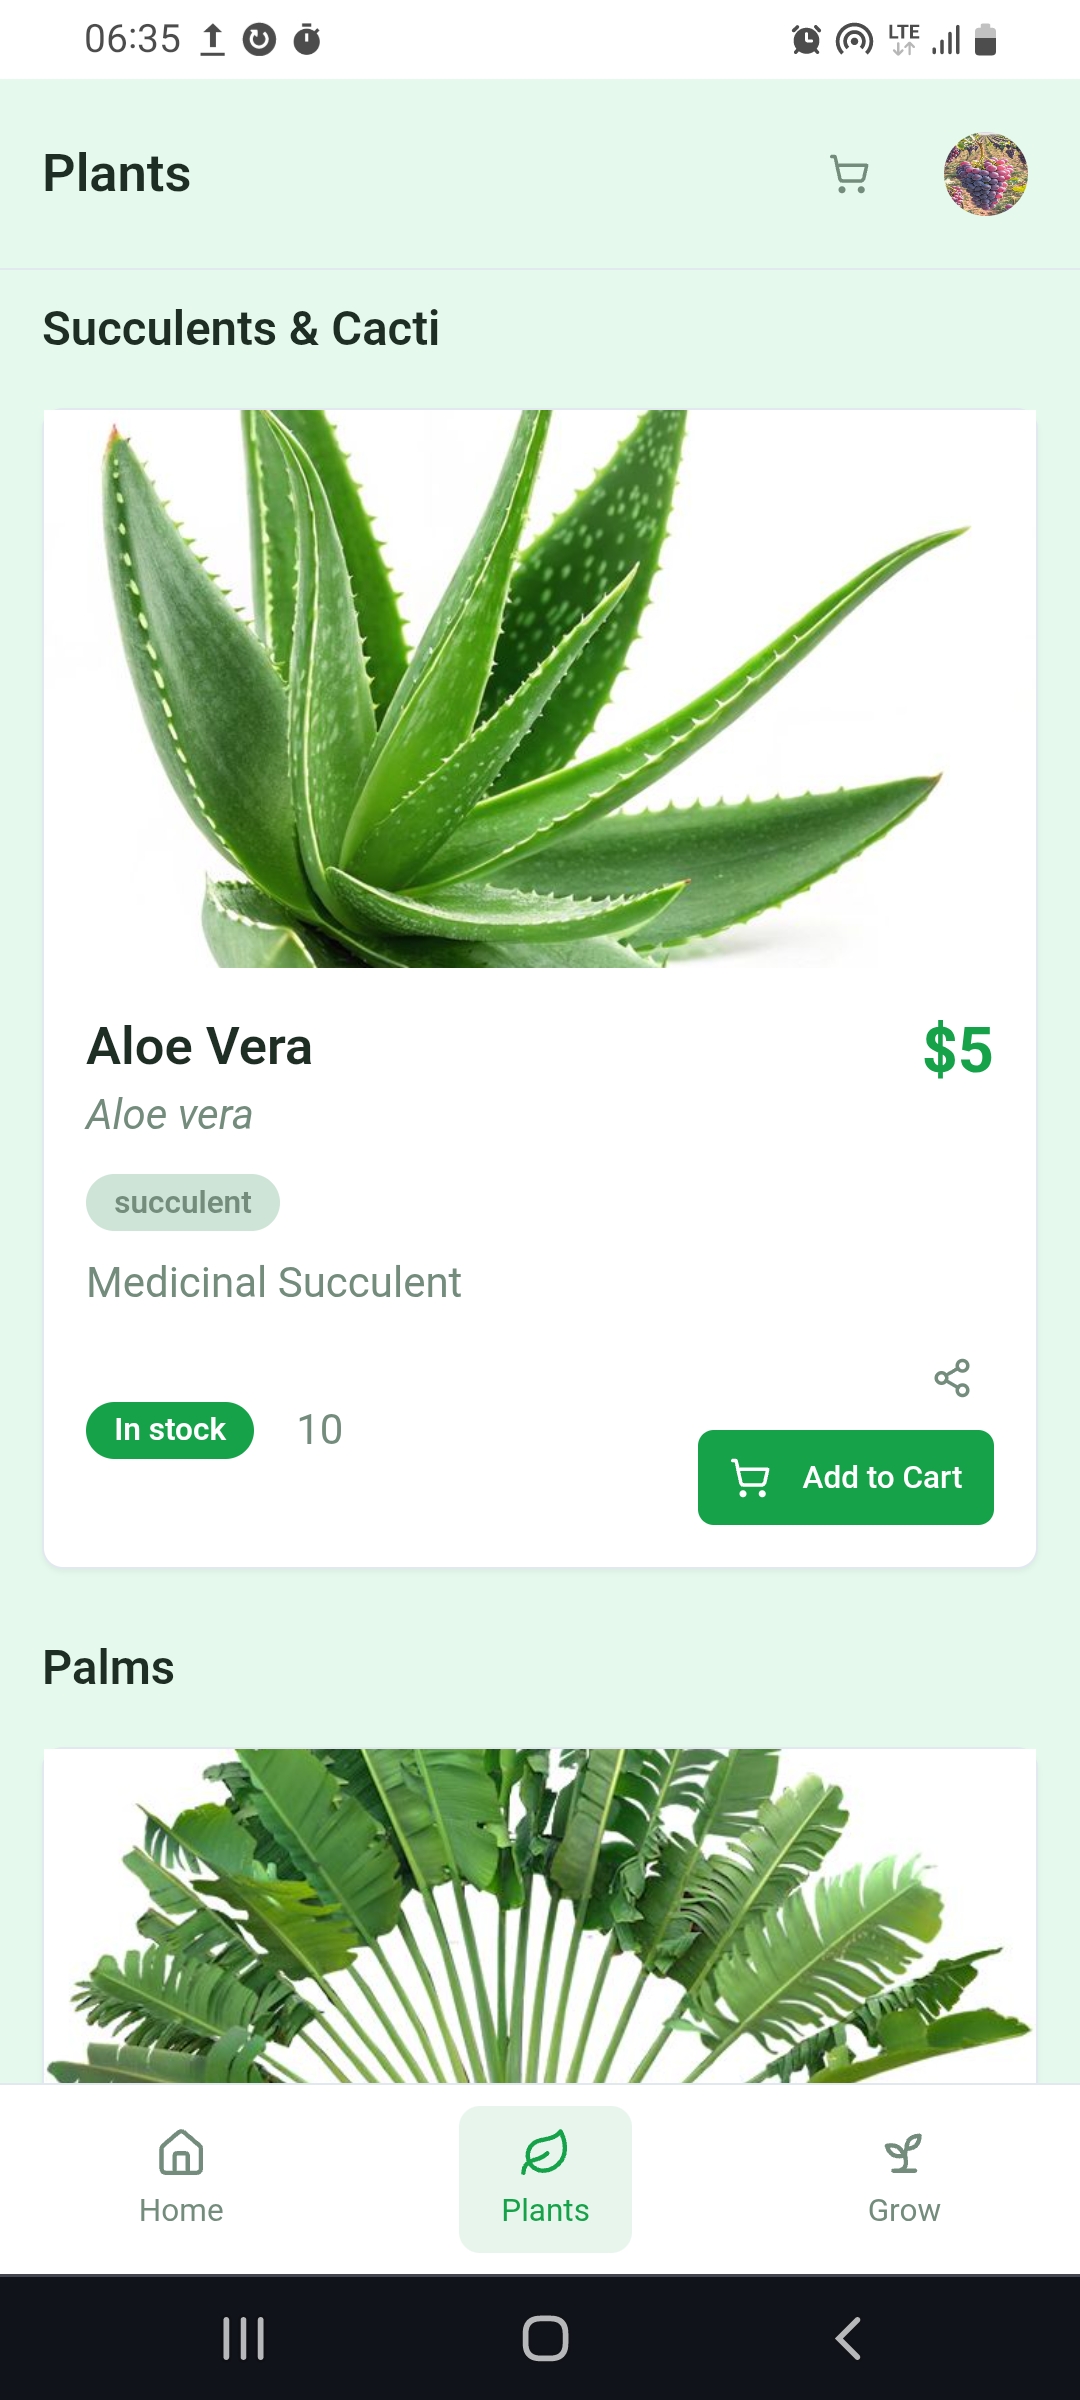 06:35
LTE
Plants
Succulents & Cacti
Aloe Vera
$5
Aloe vera
succulent
Medicinal Succulent
In stock
10
Add to Cart
Palms
Home
Plants
Grow